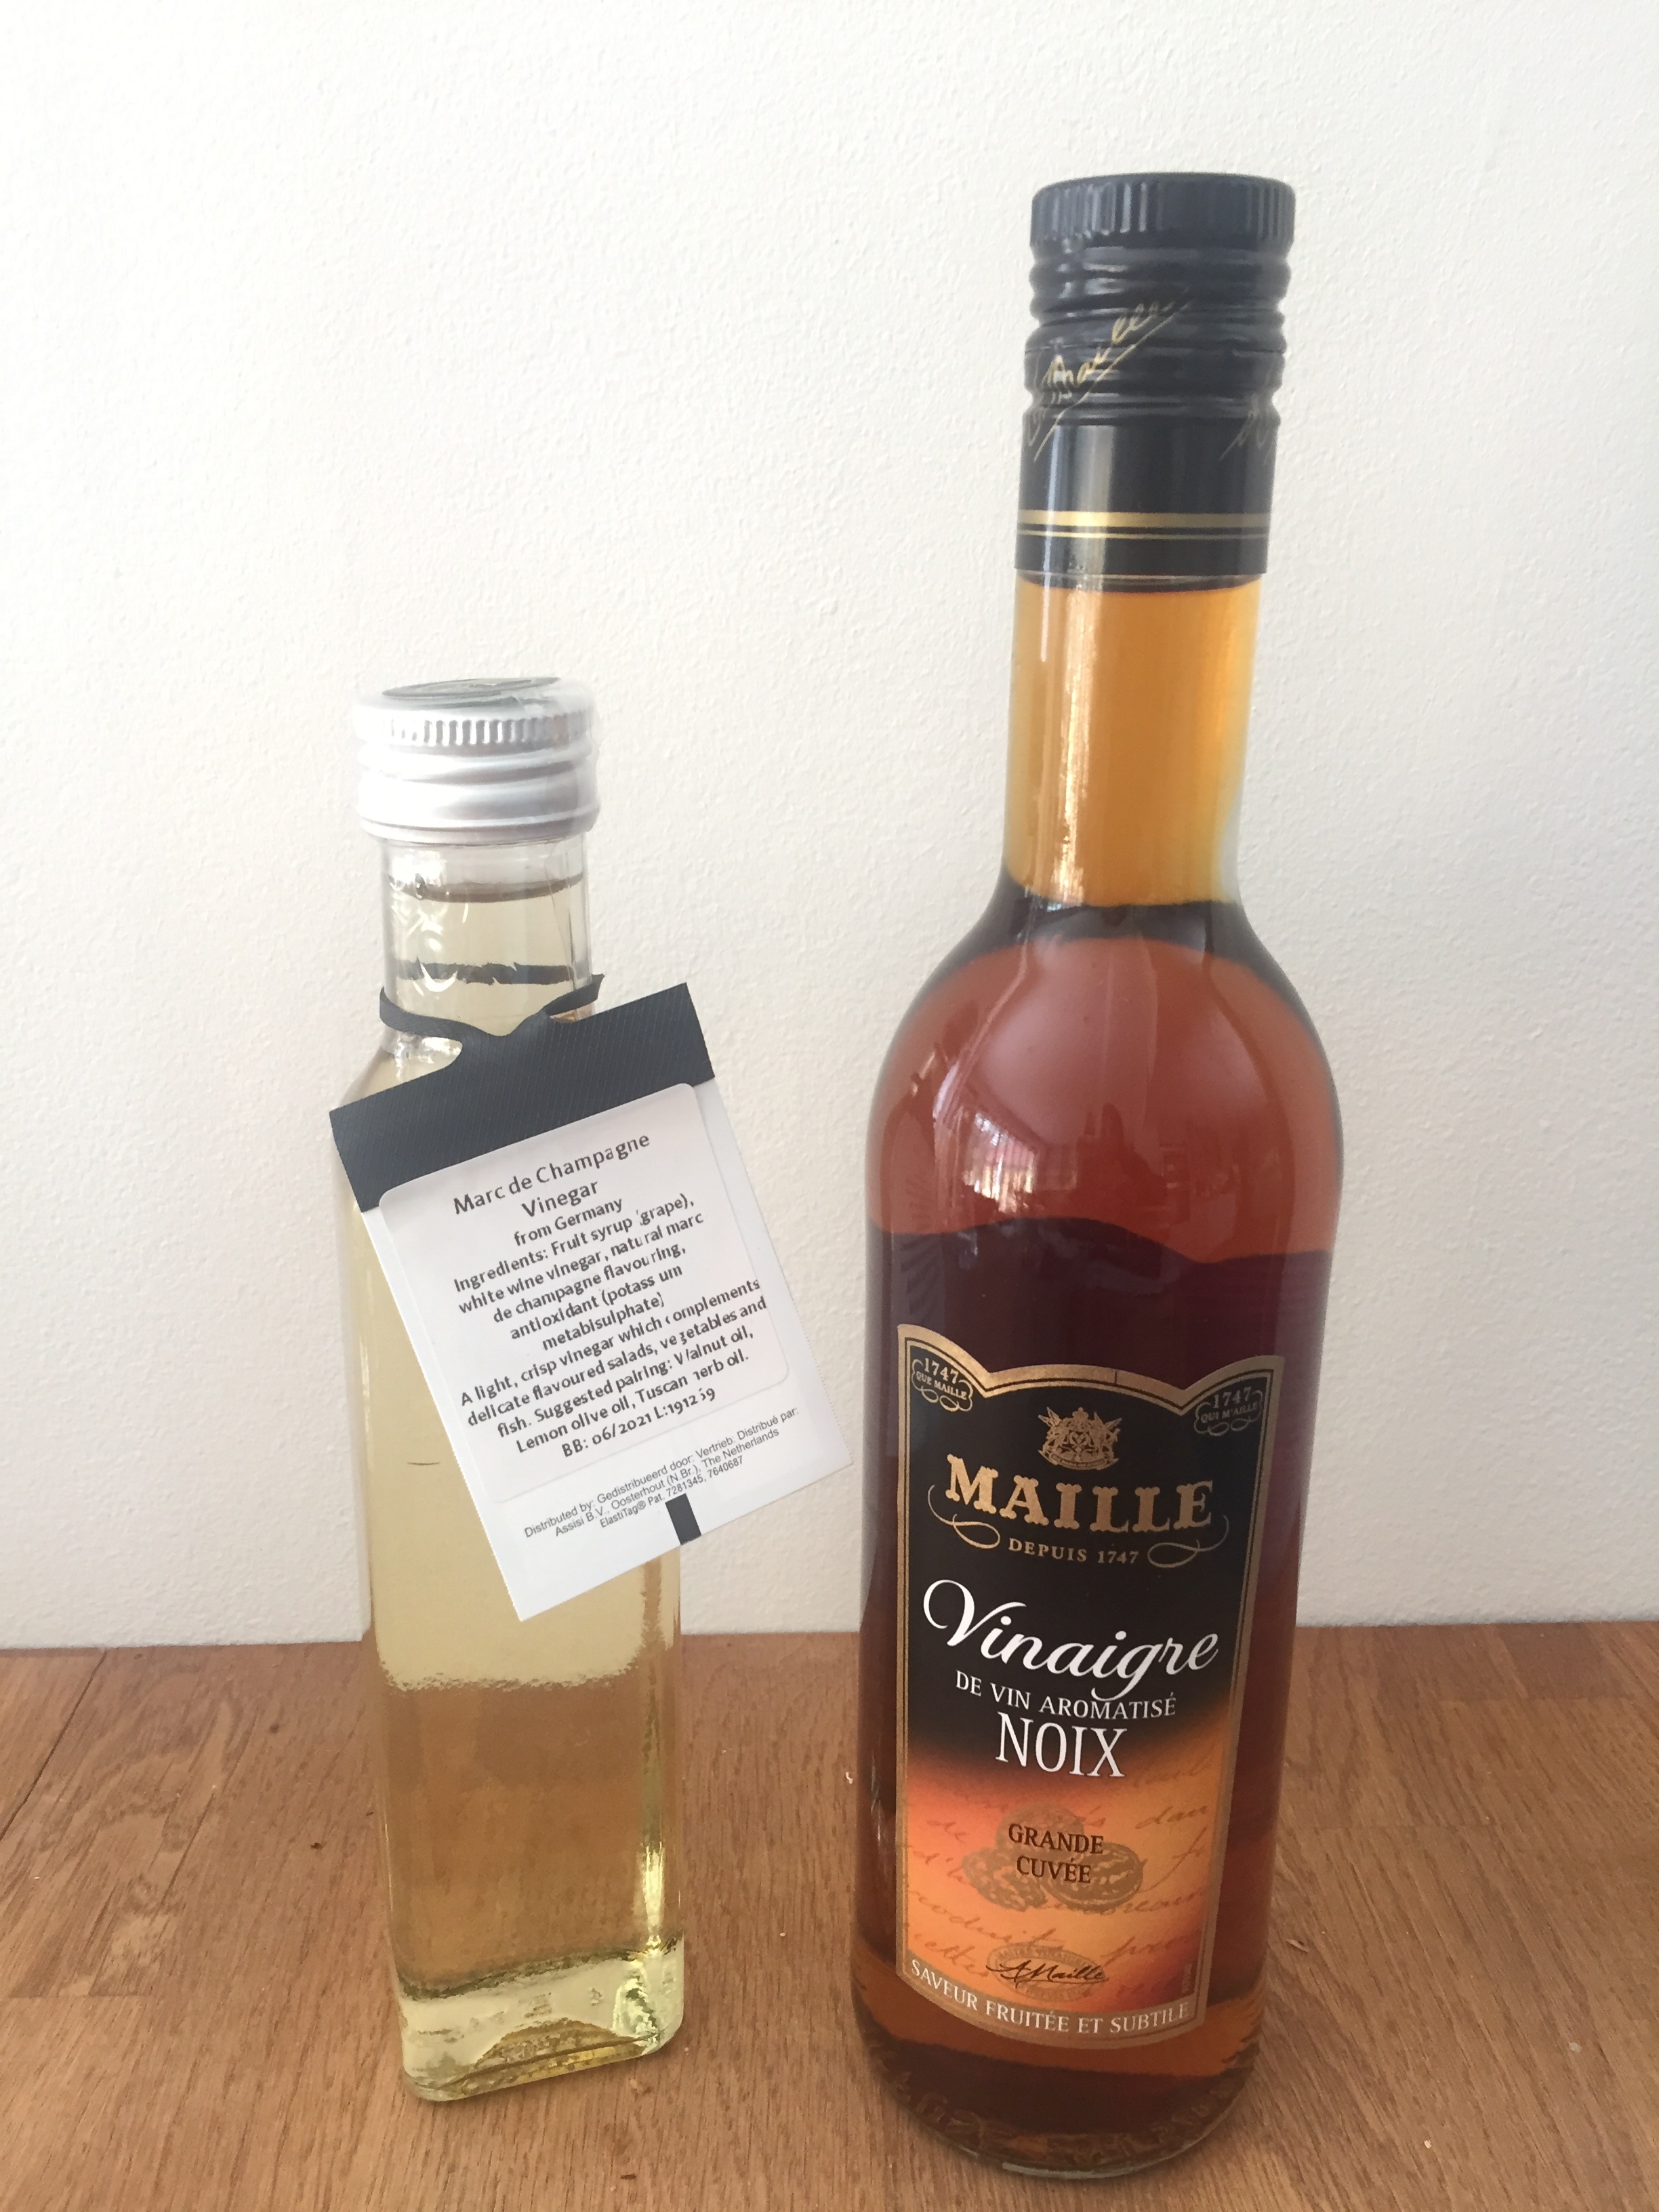 Marc de Champagne
Vinegar
from Germany
Ingredients: Fruit syrup (grape),
white wine vinegar, natural marc
de champagne flavouring,
antioxidant (potassium
metabisulphate)
A light, crisp vinegar which complements
delicate flavoured salads, vegetables and
fish. Suggested pairing: Walnut oil,
Lemon olive oil, Tuscan herb oil.
BB: 06/2021 L:191239
Distributed by: Gedistribueerd door: Vertrieb: Distribué par:
Assisi B.V., Oosterhout (N.Br.), The Netherlands
ElastiTag® Pat. 7281345, 7640687
Maille
1747
QUE MAILLE
1747
QUI M'AILLE
MAILLE
DEPUIS 1747
Vinaigre
DE VIN AROMATISÉ
NOIX
GRANDE
CUVÉE
AMaille
SAVEUR FRUITÉE ET SUBTILE